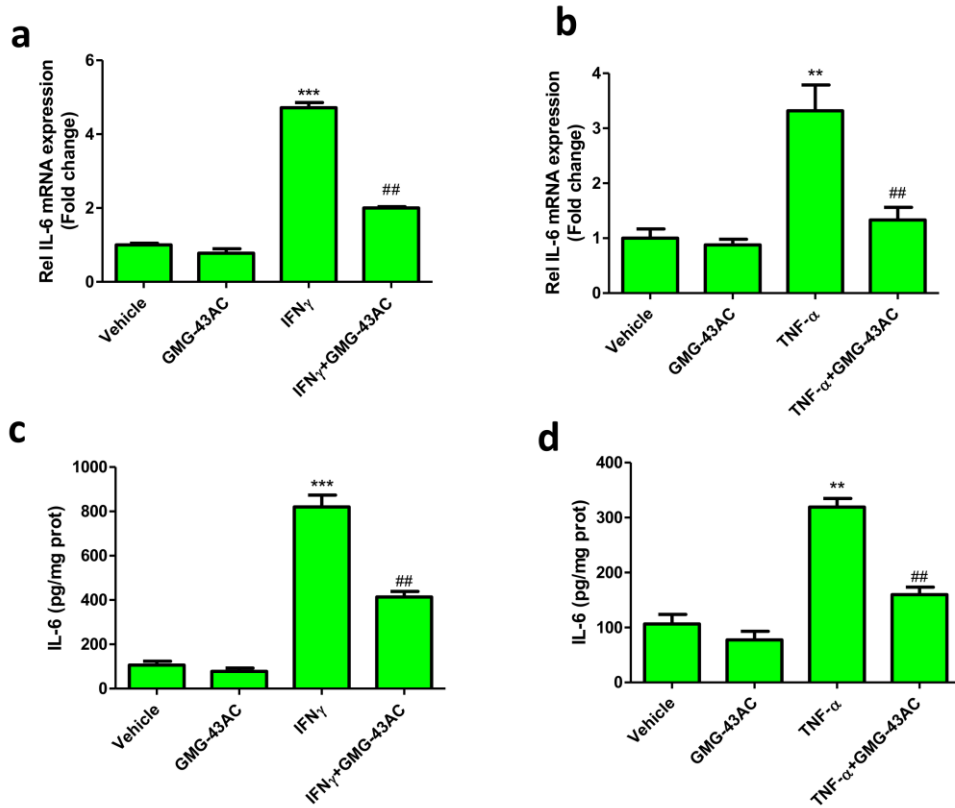 a
Rel IL-6 mRNA expression
(Fold change)
6
4
2
0
***
##
Vehicle
GMG-43AC
IFNγ
IFNγ+GMG-43AC
b
Rel IL-6 mRNA expression
(Fold change)
4
3
2
1
0
**
##
Vehicle
GMG-43AC
TNF-α
TNF-α+GMG-43AC
c
IL-6 (pg/mg prot)
1000
800
600
400
200
0
***
##
Vehicle
GMG-43AC
IFNγ
IFNγ+GMG-43AC
d
IL-6 (pg/mg prot)
400
300
200
100
0
**
##
Vehicle
GMG-43AC
TNF-α
TNF-α+GMG-43AC